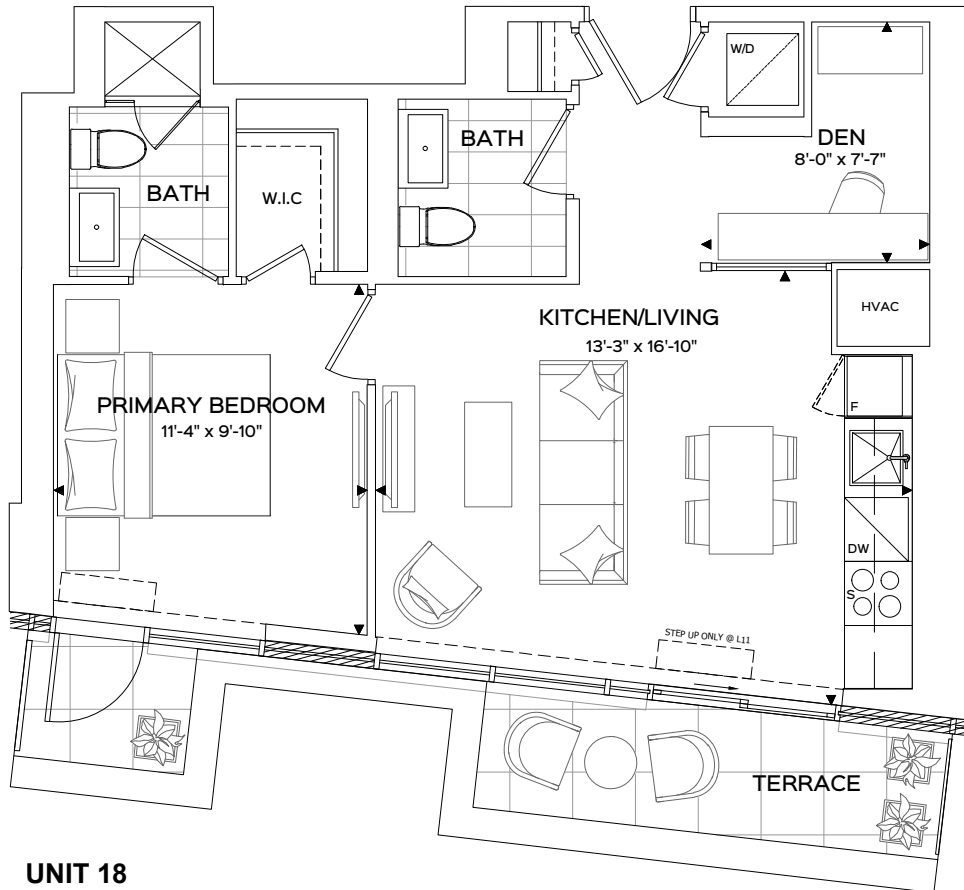 W/D
DEN
8'-0" x 7'-7"
BATH
BATH
W.I.C
HVAC
KITCHEN/LIVING
13'-3" x 16'-10"
PRIMARY BEDROOM
11'-4" x 9'-10"
F
DW
S
STEP UP ONLY @ L11
TERRACE
UNIT 18